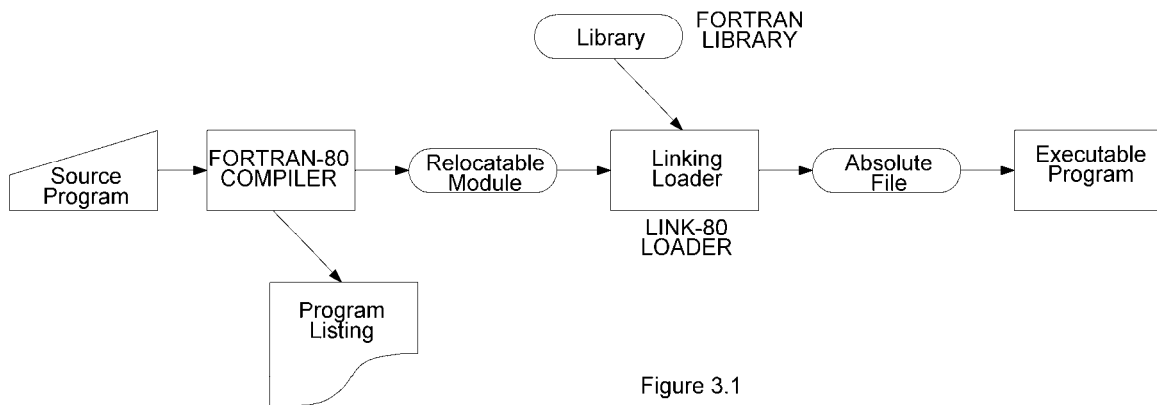 Library
FORTRAN
LIBRARY
Source
Program
FORTRAN-80
COMPILER
Relocatable
Module
Linking
Loader
LINK-80
LOADER
Absolute
File
Executable
Program
Program
Listing
Figure 3.1